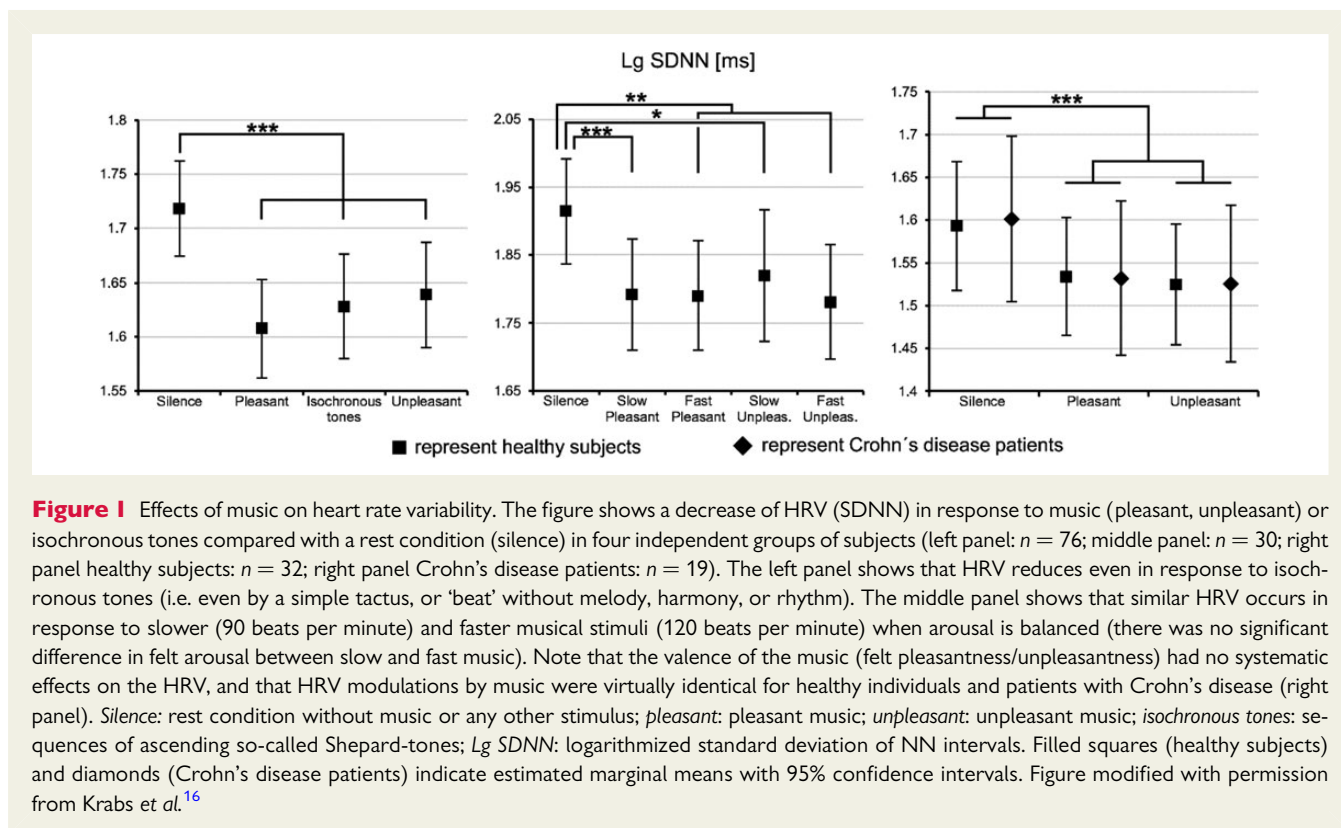 Lg SDNN [ms]
1.8
1.75
1.7
1.65
1.6
1.55
***
Silence Pleasant Isochronous tones Unpleasant
2.05
1.95
1.85
1.75
1.65
**
*
***
Silence Slow Pleasant Fast Pleasant Slow Unpleas. Fast Unpleas.
1.75
1.7
1.65
1.6
1.55
1.5
1.45
1.4
***
Silence Pleasant Unpleasant
represent healthy subjects represent Crohn´s disease patients
Figure 1 Effects of music on heart rate variability. The figure shows a decrease of HRV (SDNN) in response to music (pleasant, unpleasant) or
isochronous tones compared with a rest condition (silence) in four independent groups of subjects (left panel: n = 76; middle panel: n = 30; right
panel healthy subjects: n = 32; right panel Crohn's disease patients: n = 19). The left panel shows that HRV reduces even in response to isoch-
ronous tones (i.e. even by a simple tactus, or 'beat' without melody, harmony, or rhythm). The middle panel shows that similar HRV occurs in
response to slower (90 beats per minute) and faster musical stimuli (120 beats per minute) when arousal is balanced (there was no significant
difference in felt arousal between slow and fast music). Note that the valence of the music (felt pleasantness/unpleasantness) had no systematic
effects on the HRV, and that HRV modulations by music were virtually identical for healthy individuals and patients with Crohn's disease (right
panel). Silence: rest condition without music or any other stimulus; pleasant: pleasant music; unpleasant: unpleasant music; isochronous tones: se-
quences of ascending so-called Shepard-tones; Lg SDNN: logarithmized standard deviation of NN intervals. Filled squares (healthy subjects)
and diamonds (Crohn's disease patients) indicate estimated marginal means with 95% confidence intervals. Figure modified with permission
from Krabs et al.16